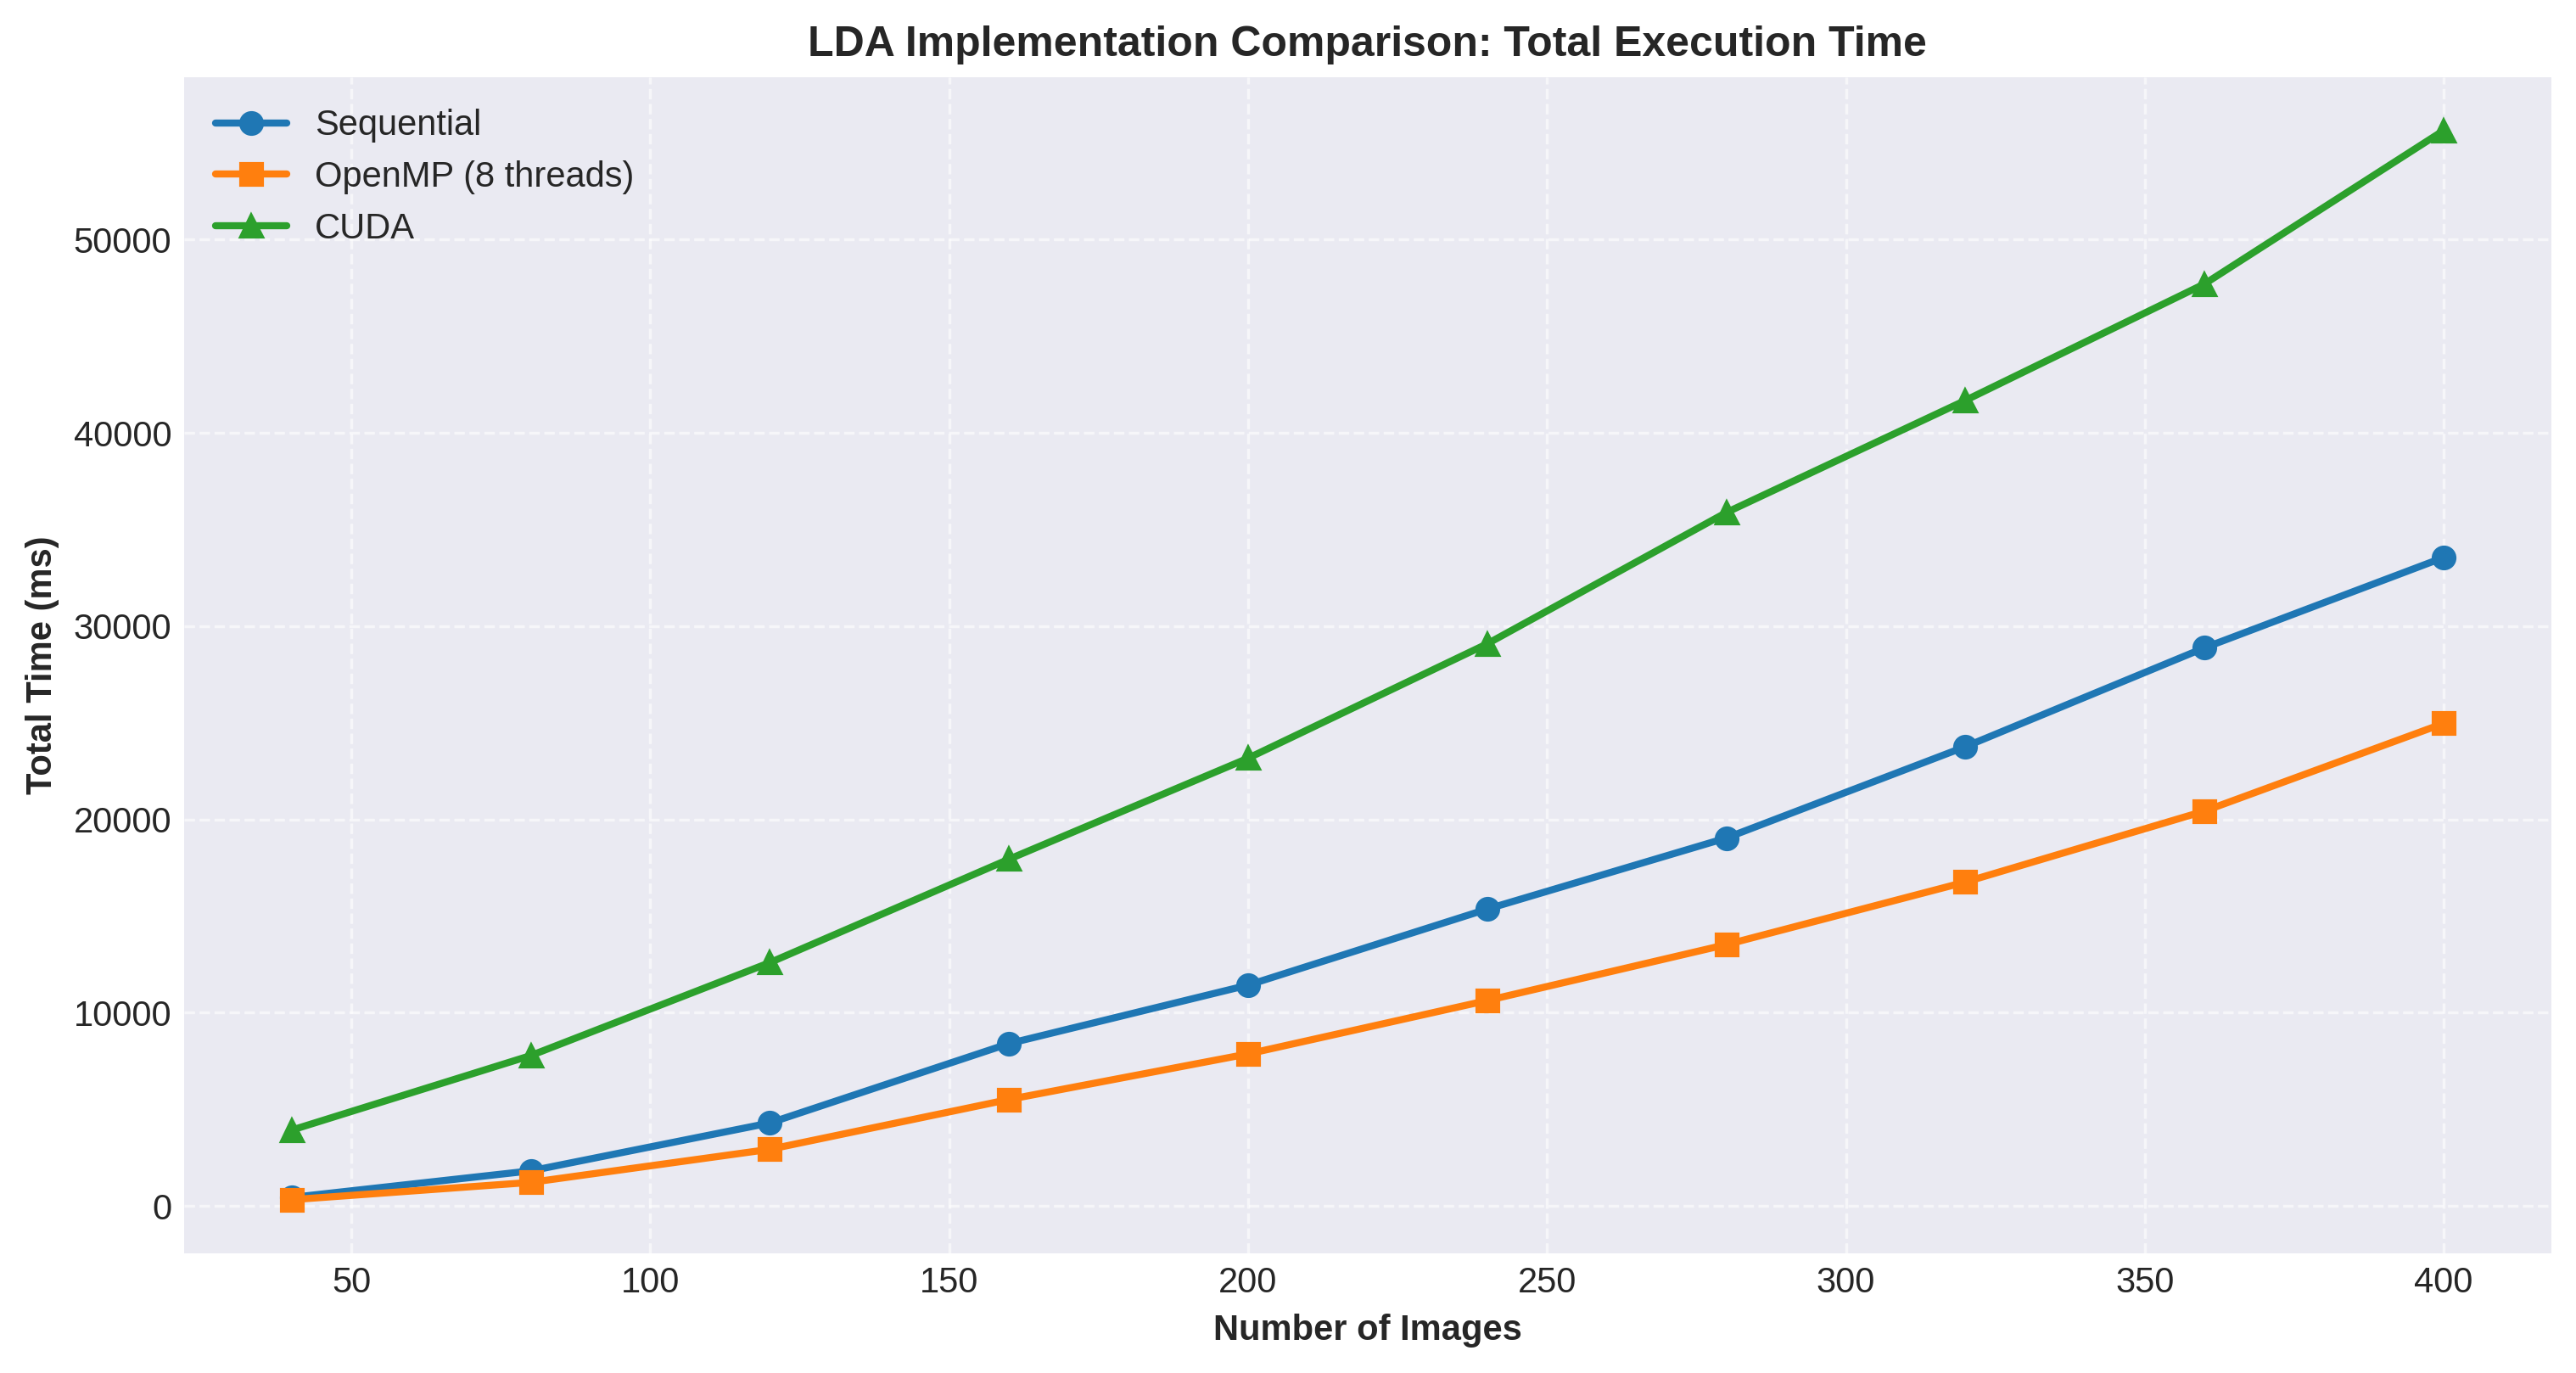 LDA Implementation Comparison: Total Execution Time
Sequential
OpenMP (8 threads)
CUDA
Total Time (ms)
50000
40000
30000
20000
10000
0
50 100 150 200 250 300 350 400
Number of Images